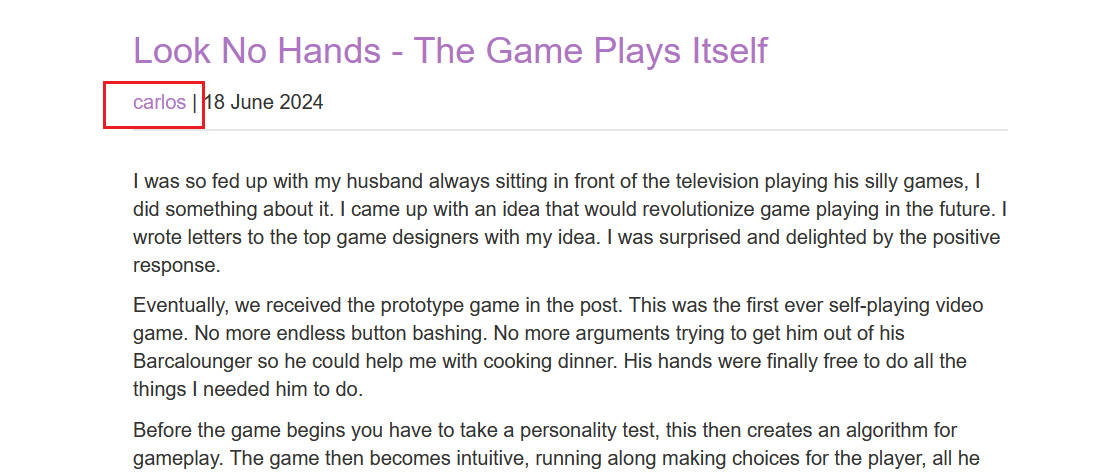 Look No Hands - The Game Plays Itself
carlos | 18 June 2024
I was so fed up with my husband always sitting in front of the television playing his silly games, I
did something about it. I came up with an idea that would revolutionize game playing in the future. I
wrote letters to the top game designers with my idea. I was surprised and delighted by the positive
response.
Eventually, we received the prototype game in the post. This was the first ever self-playing video
game. No more endless button bashing. No more arguments trying to get him out of his
Barcalounger so he could help me with cooking dinner. His hands were finally free to do all the
things I needed him to do.
Before the game begins you have to take a personality test, this then creates an algorithm for
gameplay. The game then becomes intuitive, running along making choices for the player, all he